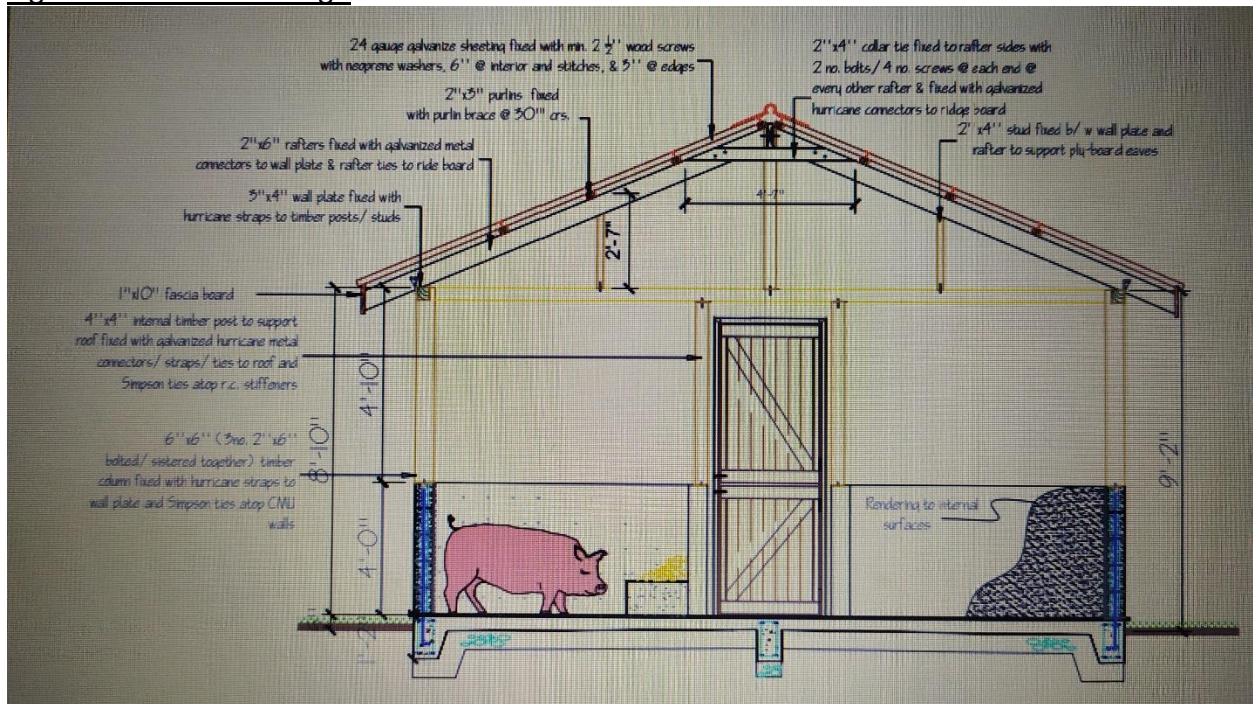 24 gauge galvanize sheeting fixed with min. 2 ½'' wood screws
with neoprene washers, 6'' @ interior and stitches, & 3'' @ edges
2"x3" purlins fixed
with purlin brace @ 30"' crs.
2"x6" rafters fixed with galvanized metal
connectors to wall plate & rafter ties to ride board
3"x4" wall plate fixed with
hurricane straps to timber posts/ studs
1"x10" fascia board
4''x4'' internal timber post to support
roof fixed with galvanized hurricane metal
connectors/ straps/ ties to roof and
Simpson ties atop r.c. stiffeners
6''x6'' (3no. 2''x6''
bolted/ sistered together) timber
column fixed with hurricane straps to
wall plate and Simpson ties atop CMU
walls
2''x4'' collar tie fixed to rafter sides with
2 no. bolts/ 4 no. screws @ each end @
every other rafter & fixed with galvanized
hurricane connectors to ridge board
2' x4'' stud fixed b/ w wall plate and
rafter to support ply-board eaves
4'-7"
2'-7"
8'-10"
4'-10"
4'-0"
1'-2"
9'-2"
Rendering to internal
surfaces